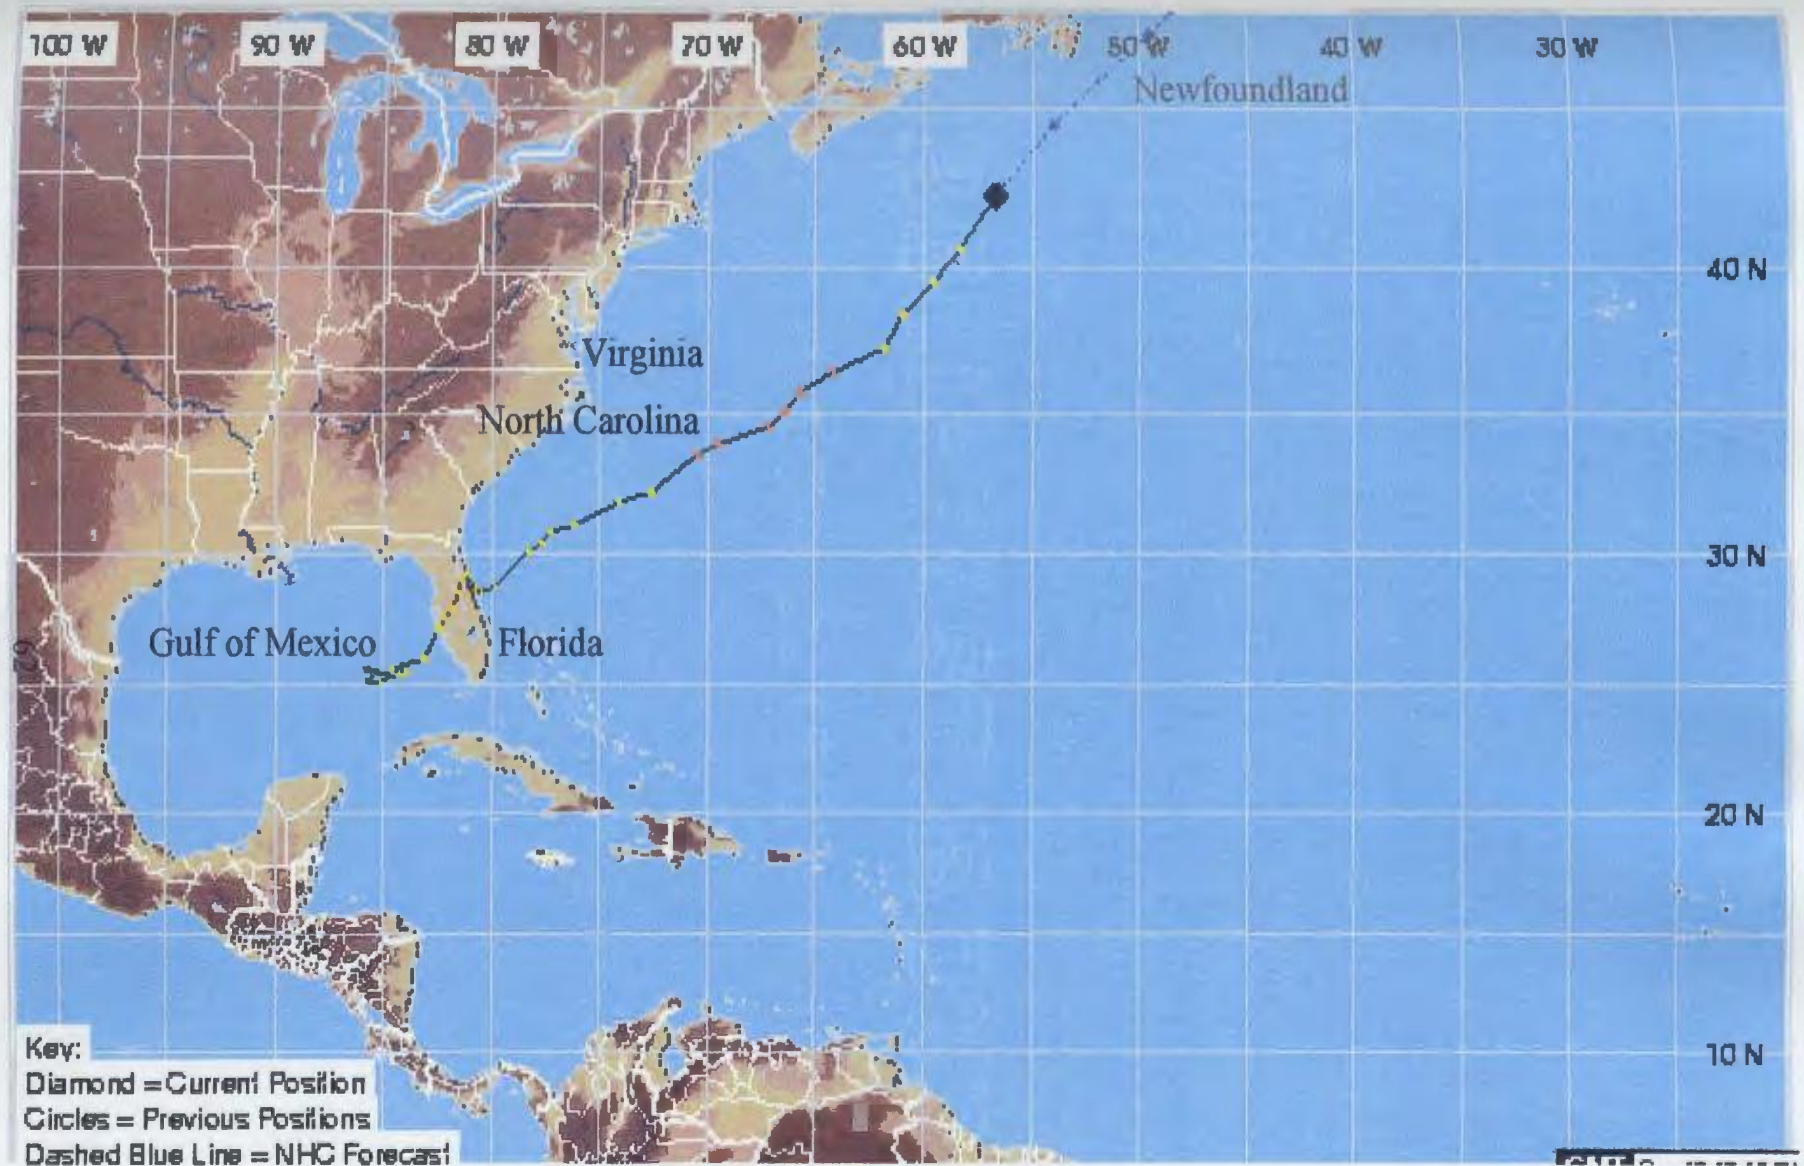 100 W 90 W 80 W 70 W 60 W 50 W 40 W 30 W
Newfoundland
40 N
Virginia
North Carolina
30 N
Gulf of Mexico Florida
20 N
10 N
Key:
Diamond = Current Position
Circles = Previous Positions
Dashed Blue Line = NHC Forecast